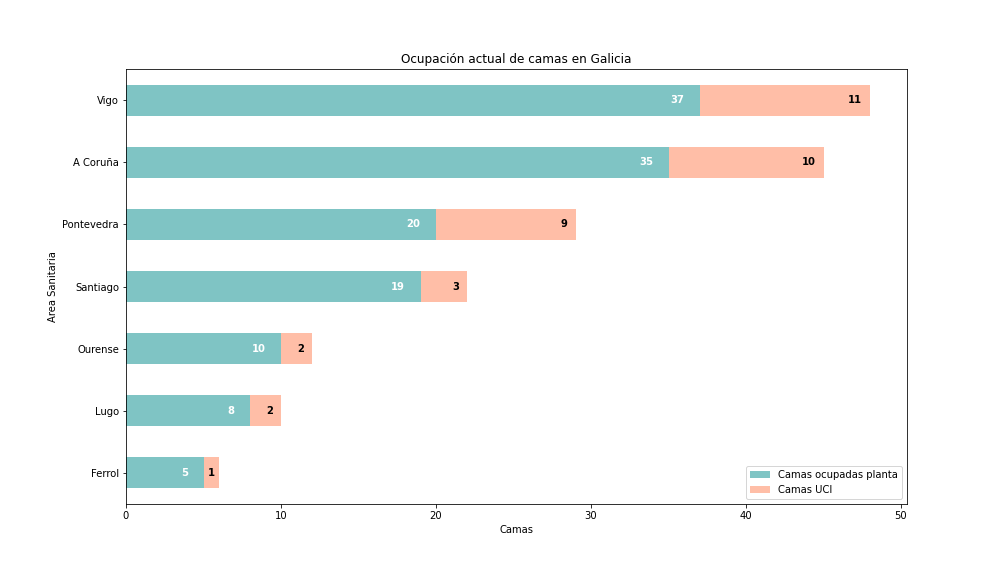 Ocupación actual de camas en Galicia
Area Sanitaria
Vigo 37 11
A Coruña 35 10
Pontevedra 20 9
Santiago 19 3
Ourense 10 2
Lugo 8 2
Ferrol 5 1
Camas ocupadas planta
Camas UCI
0 10 20 30 40 50
Camas